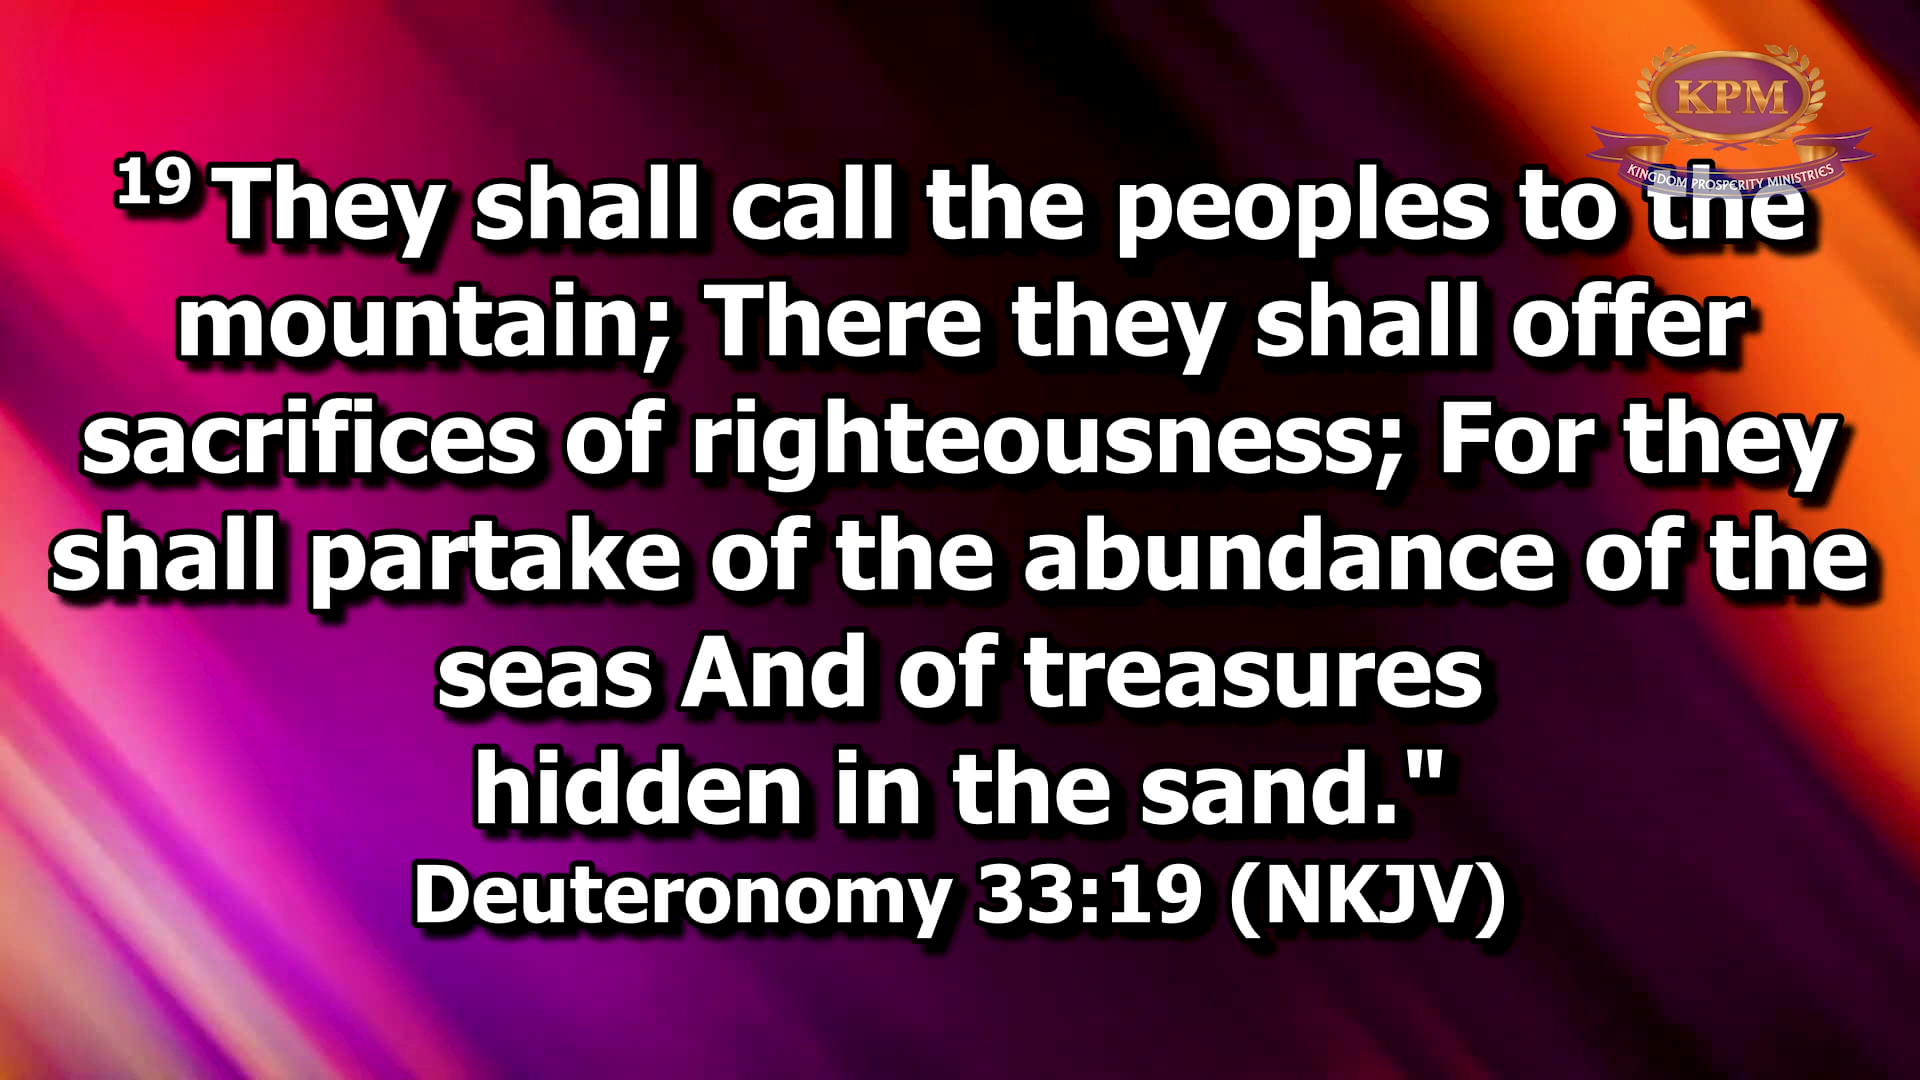 KPM
KINGDOM PROSPERITY MINISTRIES
19 They shall call the peoples to the
mountain; There they shall offer
sacrifices of righteousness; For they
shall partake of the abundance of the
seas And of treasures
hidden in the sand."
Deuteronomy 33:19 (NKJV)